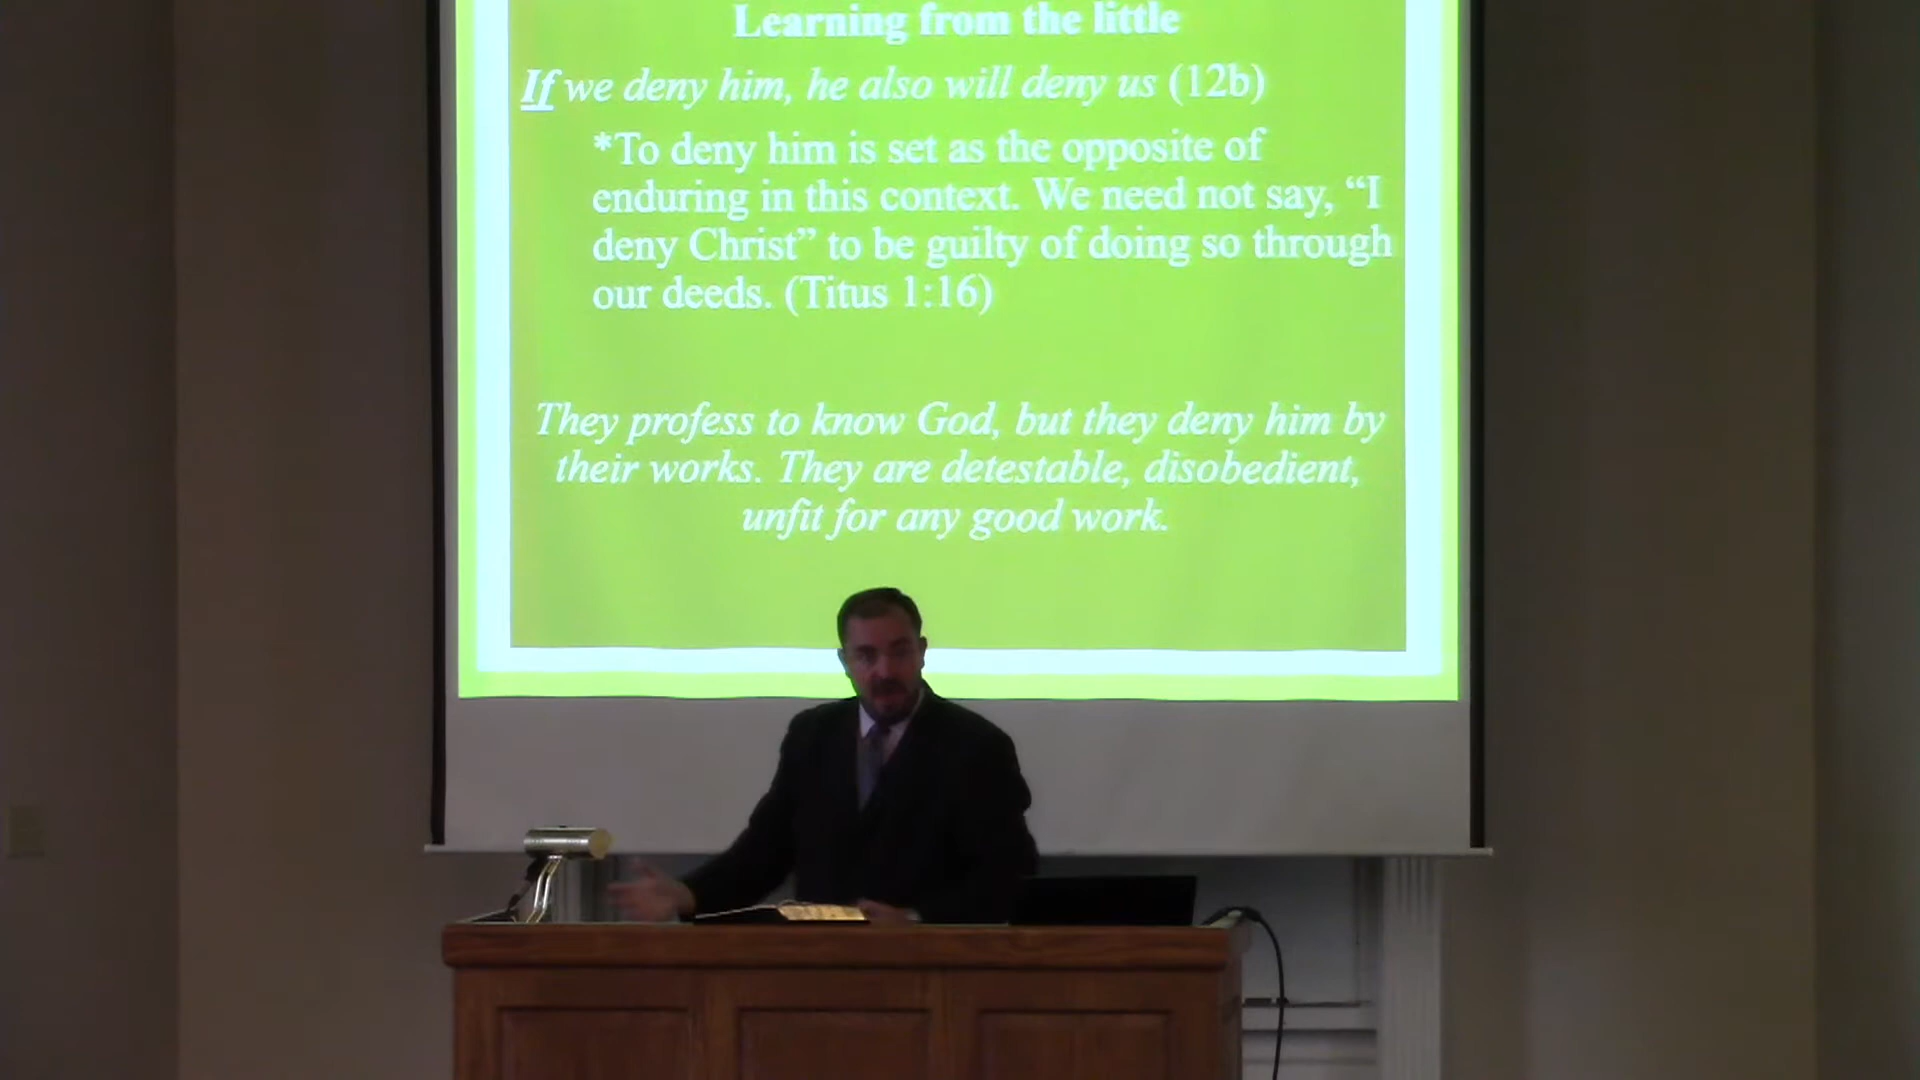 Learning from the little
If we deny him, he also will deny us (12b)
*To deny him is set as the opposite of
enduring in this context. We need not say, “I
deny Christ” to be guilty of doing so through
our deeds. (Titus 1:16)
They profess to know God, but they deny him by
their works. They are detestable, disobedient,
unfit for any good work.